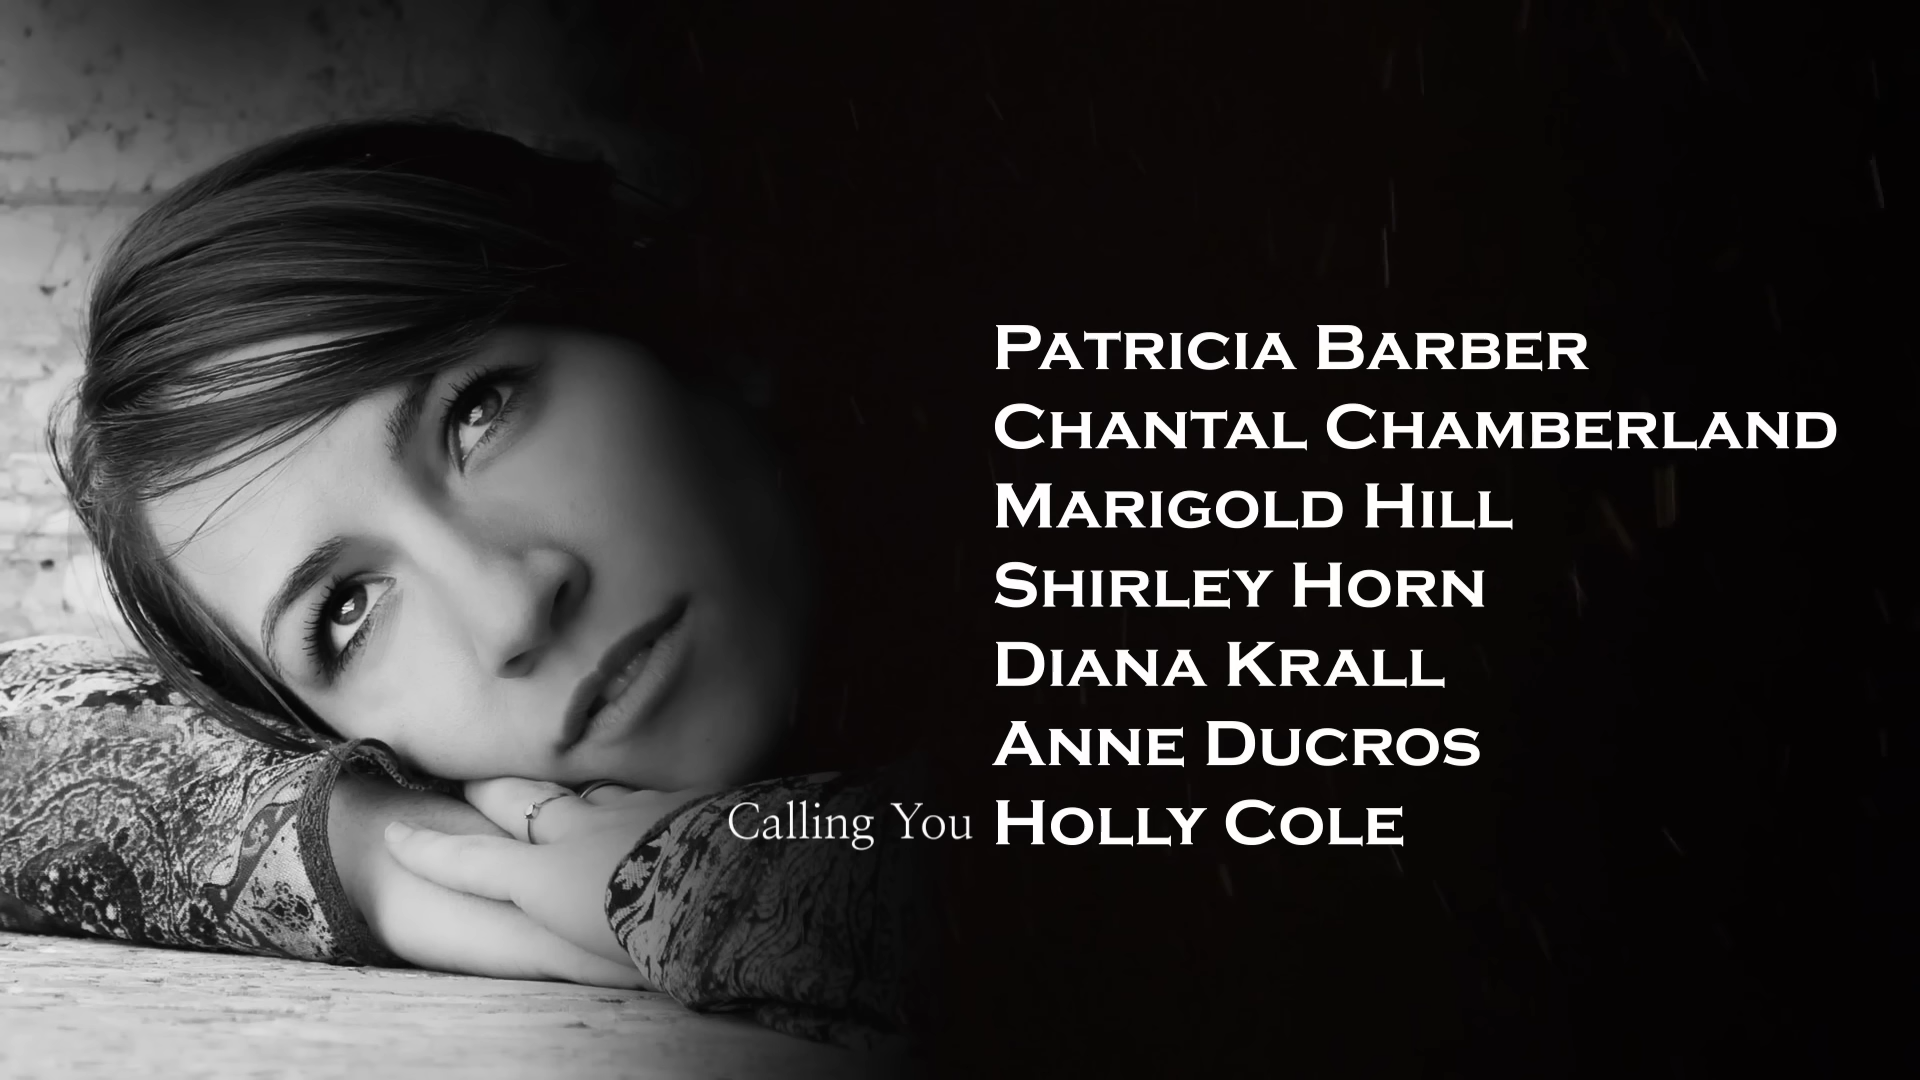 Patricia Barber
Chantal Chamberland
Marigold Hill
Shirley Horn
Diana Krall
Anne Ducros
Calling You Holly Cole